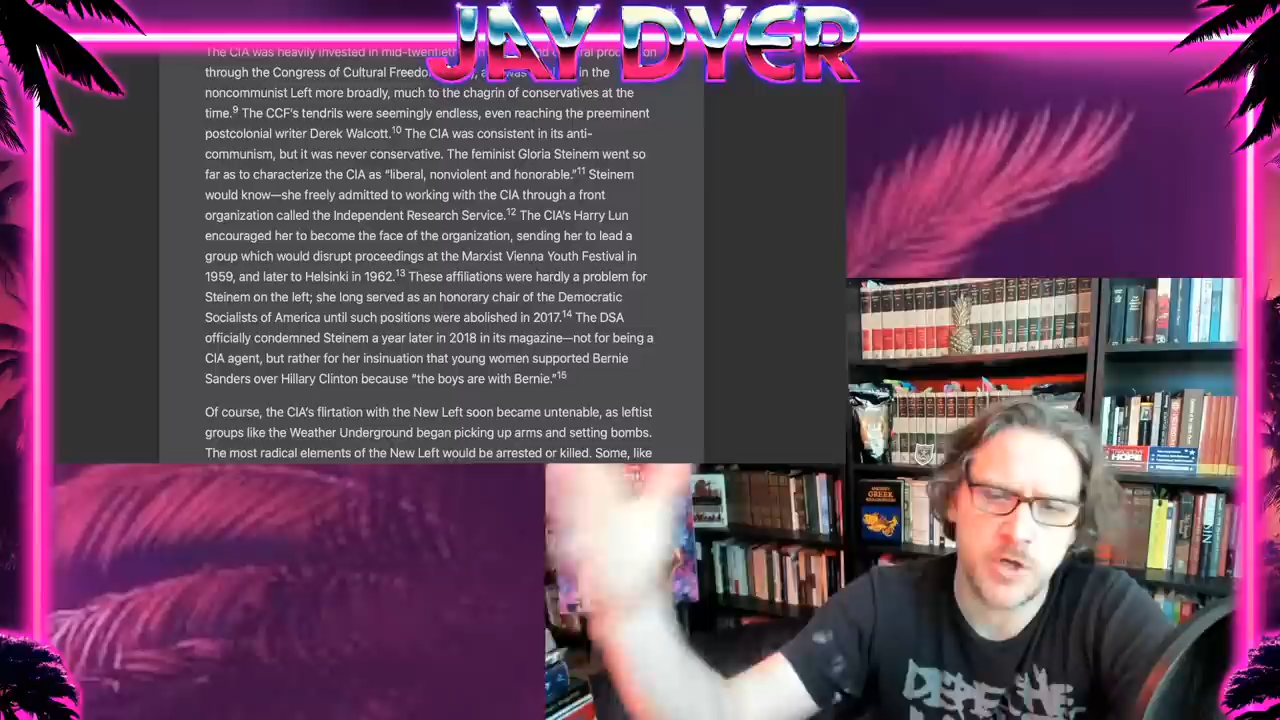 JAY DYER
The CIA was heavily invested in mid-twentieth
through the Congress of Cultural Freedom in the
noncommunist Left more broadly, much to the chagrin of conservatives at the
time.9 The CCF's tendrils were seemingly endless, even reaching the preeminent
postcolonial writer Derek Walcott.10 The CIA was consistent in its anti-
communism, but it was never conservative. The feminist Gloria Steinem went so
far as to characterize the CIA as “liberal, nonviolent and honorable.”11 Steinem
would know—she freely admitted to working with the CIA through a front
organization called the Independent Research Service.12 The CIA's Harry Lun
encouraged her to become the face of the organization, sending her to lead a
group which would disrupt proceedings at the Marxist Vienna Youth Festival in
1959, and later to Helsinki in 1962.13 These affiliations were hardly a problem for
Steinem on the left; she long served as an honorary chair of the Democratic
Socialists of America until such positions were abolished in 2017.14 The DSA
officially condemned Steinem a year later in 2018 in its magazine—not for being a
CIA agent, but rather for her insinuation that young women supported Bernie
Sanders over Hillary Clinton because “the boys are with Bernie.”15
Of course, the CIA's flirtation with the New Left soon became untenable, as leftist
groups like the Weather Underground began picking up arms and setting bombs.
The most radical elements of the New Left would be arrested or killed. Some, like
HOPE
GREEK
DEPECHE